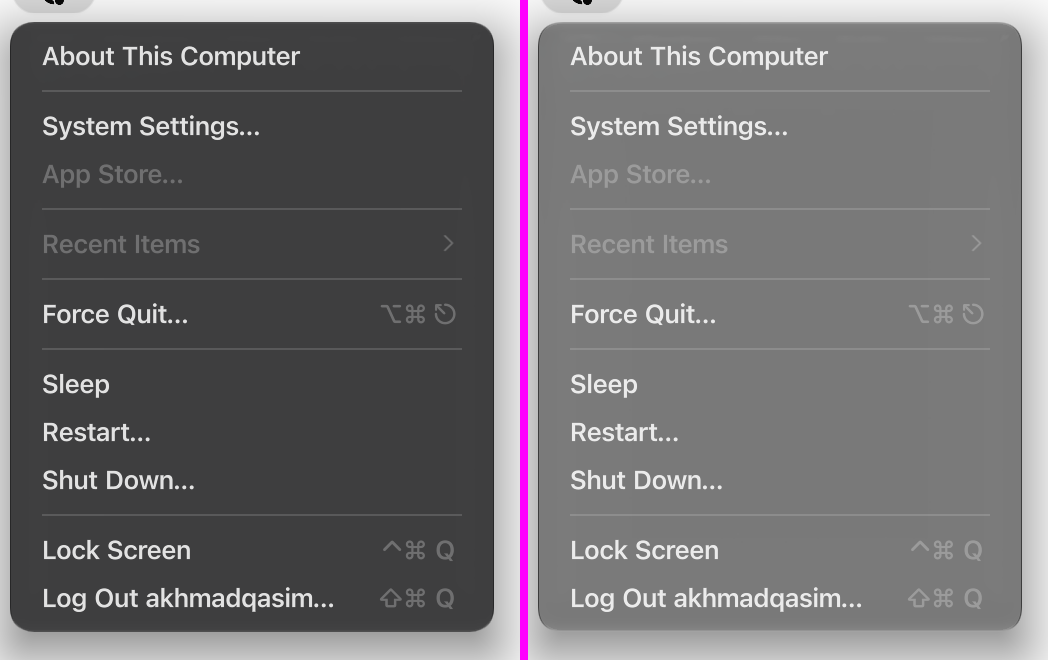 About This Computer
System Settings...
App Store...
Recent Items
Force Quit... ⌥⌘⎋
Sleep
Restart...
Shut Down...
Lock Screen ^⌘ Q
Log Out akhmadqasim... ⇧⌘ Q
About This Computer
System Settings...
App Store...
Recent Items
Force Quit... ⌥⌘⎋
Sleep
Restart...
Shut Down...
Lock Screen ^⌘ Q
Log Out akhmadqasim... ⇧⌘ Q